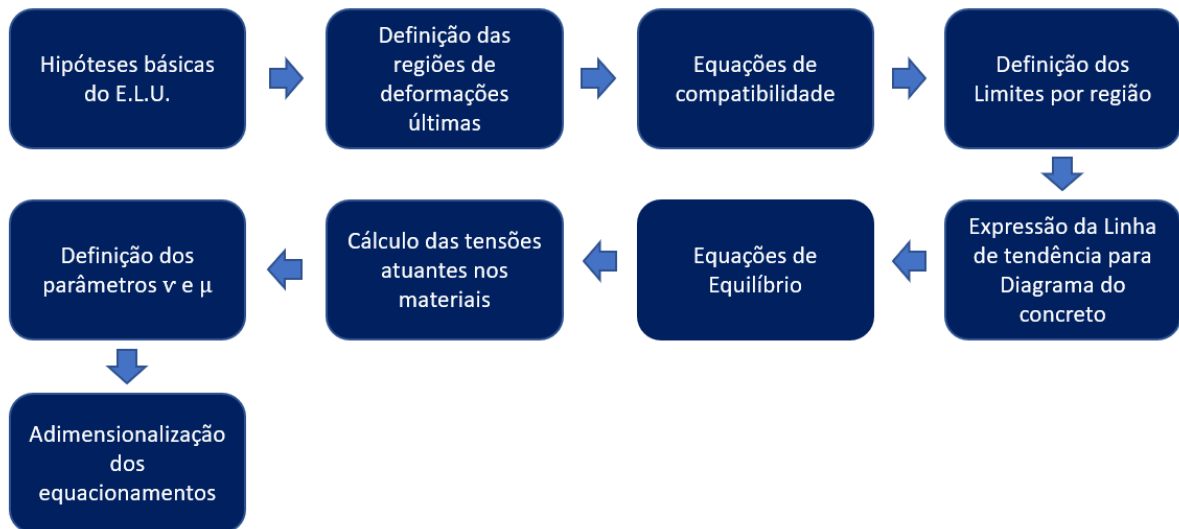 Hipóteses básicas
do E.L.U.
Definição das
regiões de
deformações
últimas
Equações de
compatibilidade
Definição dos
Limites por região
Expressão da Linha
de tendência para
Diagrama do
concreto
Equações de
Equilíbrio
Cálculo das tensões
atuantes nos
materiais
Definição dos
parâmetros ν e μ
Adimensionalização
dos
equacionamentos